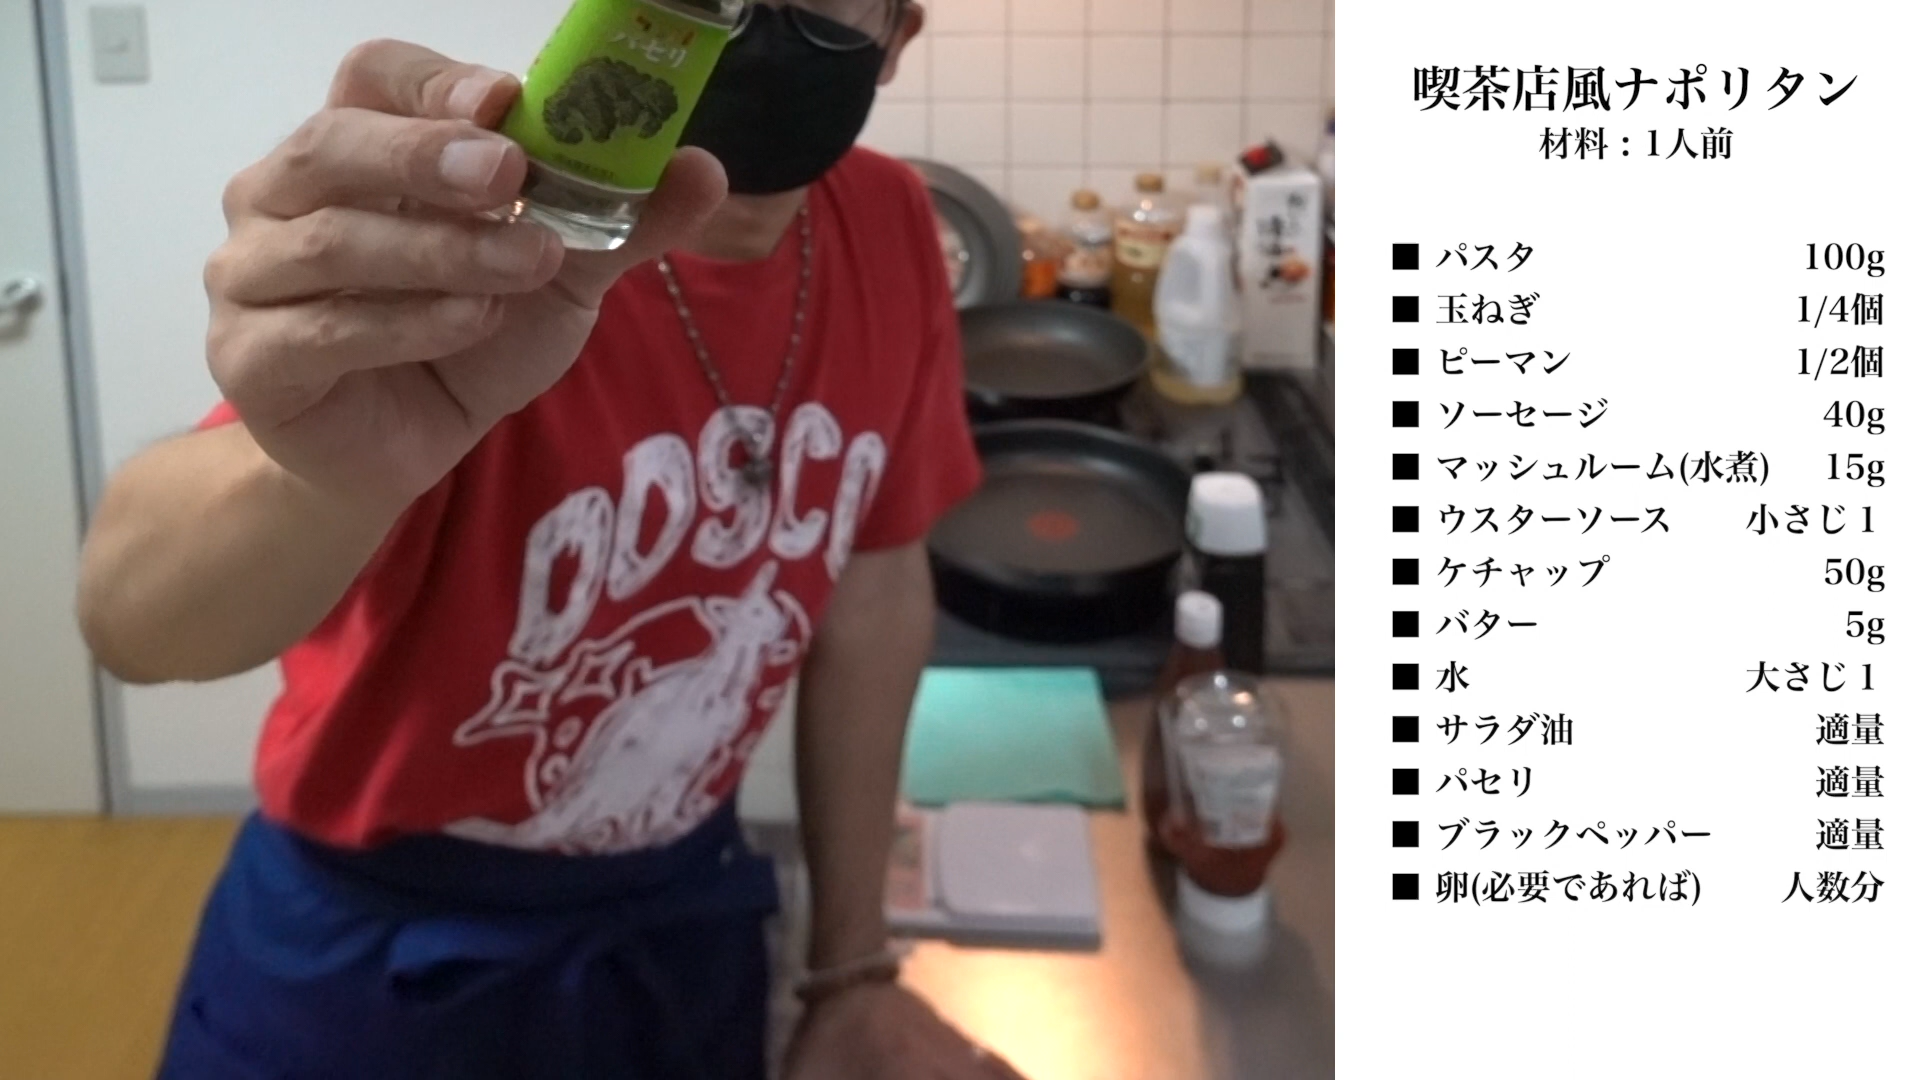 パセリ
DOSCO
喫茶店風ナポリタン
材料：1人前
■ パスタ 100g
■ 玉ねぎ 1/4個
■ ピーマン 1/2個
■ ソーセージ 40g
■ マッシュルーム(水煮) 15g
■ ウスターソース 小さじ 1
■ ケチャップ 50g
■ バター 5g
■ 水 大さじ 1
■ サラダ油 適量
■ パセリ 適量
■ ブラックペッパー 適量
■ 卵(必要であれば) 人数分